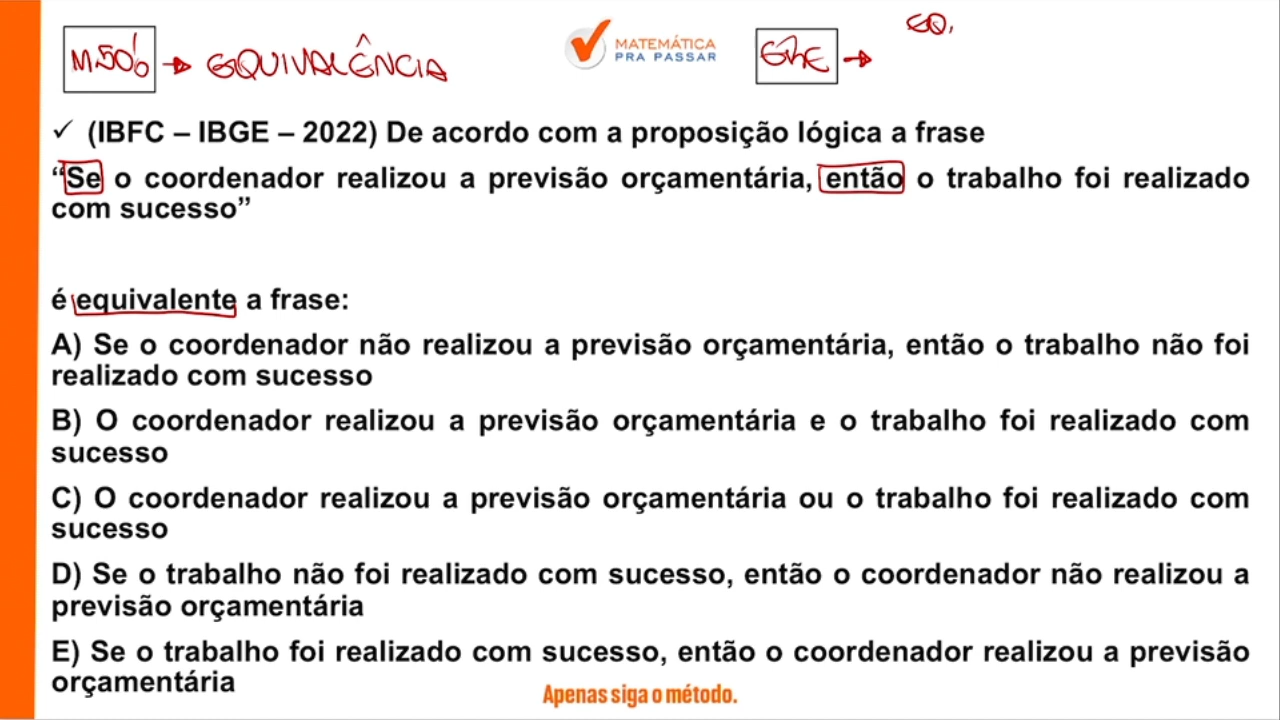 EQUIVALÊNCIA
MATEMÁTICA
PRA PASSAR
✓ (IBFC – IBGE – 2022) De acordo com a proposição lógica a frase
“Se o coordenador realizou a previsão orçamentária, então o trabalho foi realizado
com sucesso”
é equivalente a frase:
A) Se o coordenador não realizou a previsão orçamentária, então o trabalho não foi
realizado com sucesso
B) O coordenador realizou a previsão orçamentária e o trabalho foi realizado com
sucesso
C) O coordenador realizou a previsão orçamentária ou o trabalho foi realizado com
sucesso
D) Se o trabalho não foi realizado com sucesso, então o coordenador não realizou a
previsão orçamentária
E) Se o trabalho foi realizado com sucesso, então o coordenador realizou a previsão
orçamentária
Apenas siga o método.